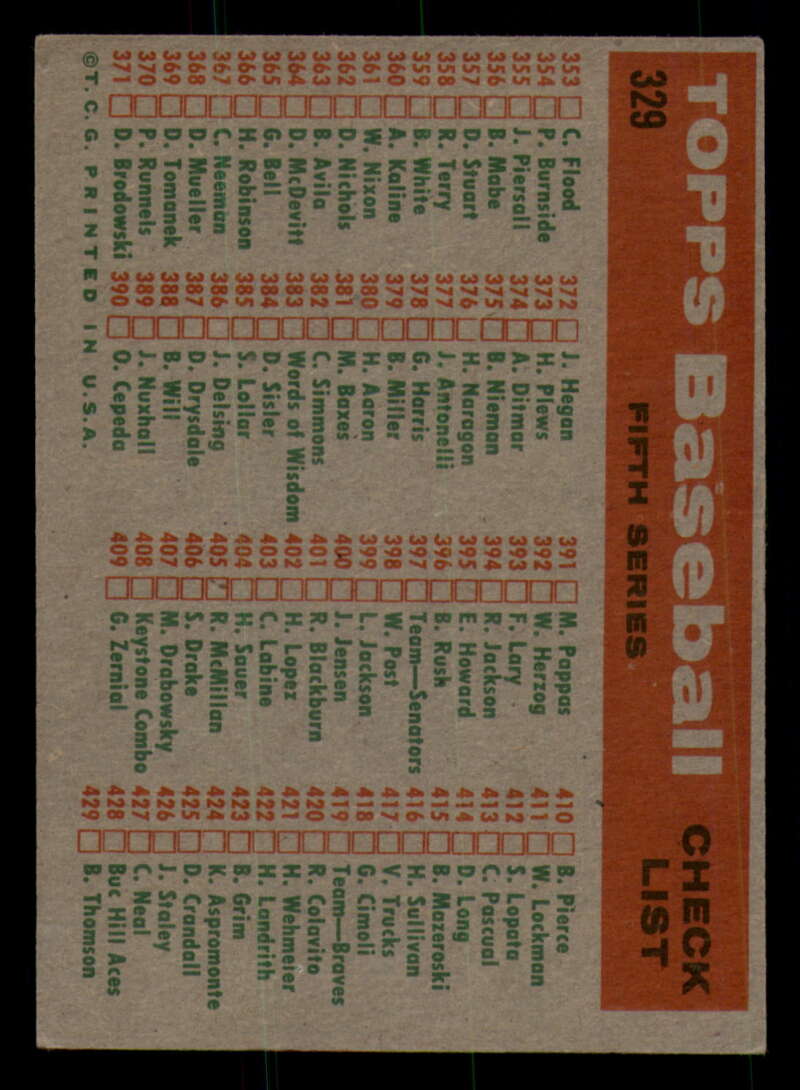 TOPPS Baseball CHECK LIST
329 FIFTH SERIES
353 C. Flood
354 P. Burnside
355 J. Piersall
356 B. Mabe
357 D. Stuart
358 R. Terry
359 B. White
360 A. Kaline
361 W. Nixon
362 D. Nichols
363 B. Avila
364 D. McDevitt
365 G. Bell
366 H. Robinson
367 C. Neeman
368 D. Mueller
369 D. Tomanek
370 P. Runnels
371 D. Brodowski
372 J. Hegan
373 H. Plews
374 A. Ditmar
375 B. Nieman
376 H. Naragon
377 J. Antonelli
378 G. Harris
379 B. Miller
380 H. Aaron
381 M. Baxes
382 C. Simmons
383 Words of Wisdom
384 D. Sisler
385 S. Lollar
386 J. Delsing
387 D. Drysdale
388 B. Will
389 J. Nuxhall
390 O. Cepeda
391 M. Pappas
392 W. Herzog
393 F. Lary
394 R. Jackson
395 E. Howard
396 B. Rush
397 Team—Senators
398 W. Post
399 L. Jackson
400 J. Jensen
401 R. Blackburn
402 H. Lopez
403 C. Labine
404 H. Sauer
405 R. McMillan
406 S. Drake
407 M. Drabowsky
408 Keystone Combo
409 G. Zernial
410 B. Pierce
411 W. Lockman
412 S. Lopata
413 C. Pascual
414 D. Long
415 B. Mazeroski
416 H. Sullivan
417 V. Trucks
418 G. Cimoli
419 Team—Braves
420 R. Colavito
421 H. Wehmeier
422 H. Landrith
423 B. Grim
424 K. Aspromonte
425 D. Crandall
426 J. Staley
427 C. Neal
428 Buc Hill Aces
429 B. Thomson
©T. C. G. PRINTED IN U.S.A.